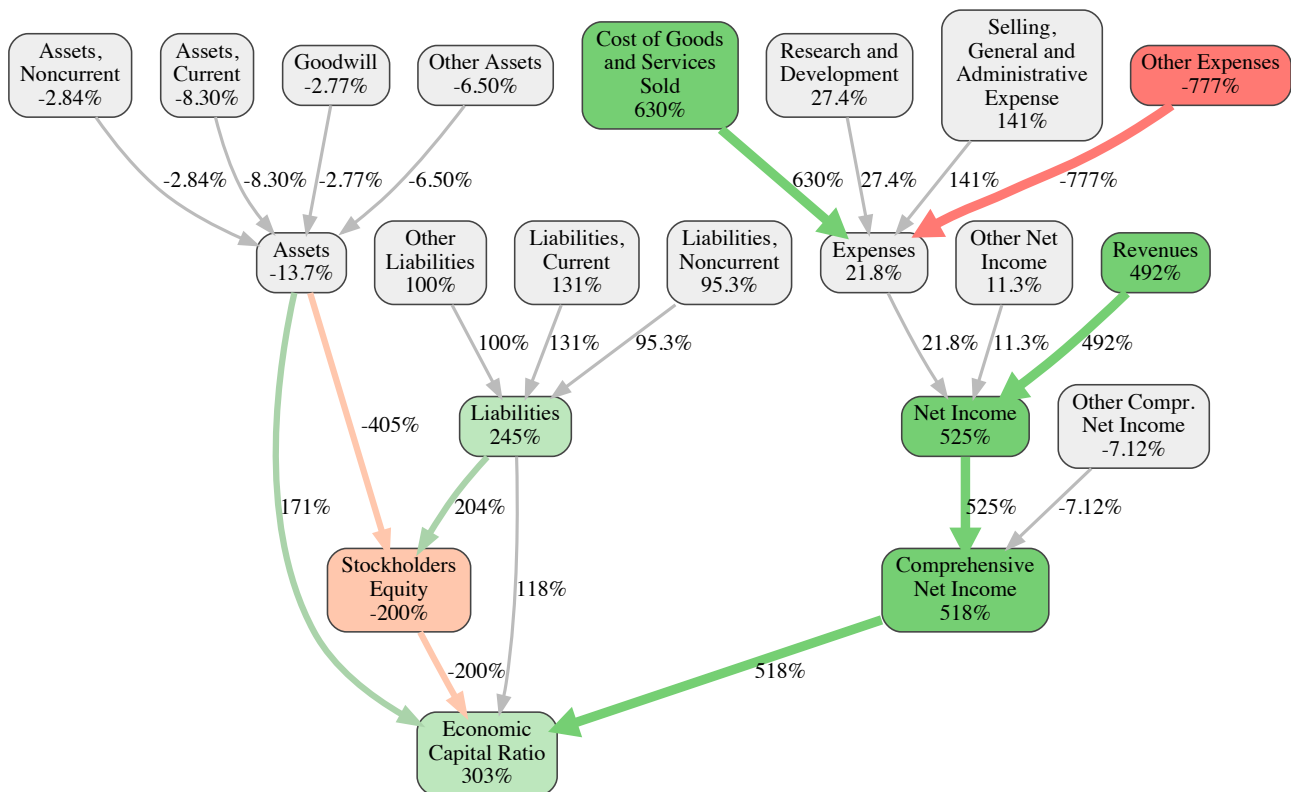 Assets,
Noncurrent
-2.84%
Assets,
Current
-8.30%
Goodwill
-2.77%
Other Assets
-6.50%
Cost of Goods
and Services
Sold
630%
Research and
Development
27.4%
Selling,
General and
Administrative
Expense
141%
Other Expenses
-777%
-2.84%
-8.30%
-2.77%
-6.50%
630%
27.4%
141%
-777%
Assets
-13.7%
Other
Liabilities
100%
Liabilities,
Current
131%
Liabilities,
Noncurrent
95.3%
Expenses
21.8%
Other Net
Income
11.3%
Revenues
492%
100%
131%
95.3%
21.8%
11.3%
492%
-405%
Liabilities
245%
Net Income
525%
Other Compr.
Net Income
-7.12%
171%
204%
525%
-7.12%
Stockholders
Equity
-200%
118%
Comprehensive
Net Income
518%
-200%
518%
Economic
Capital Ratio
303%